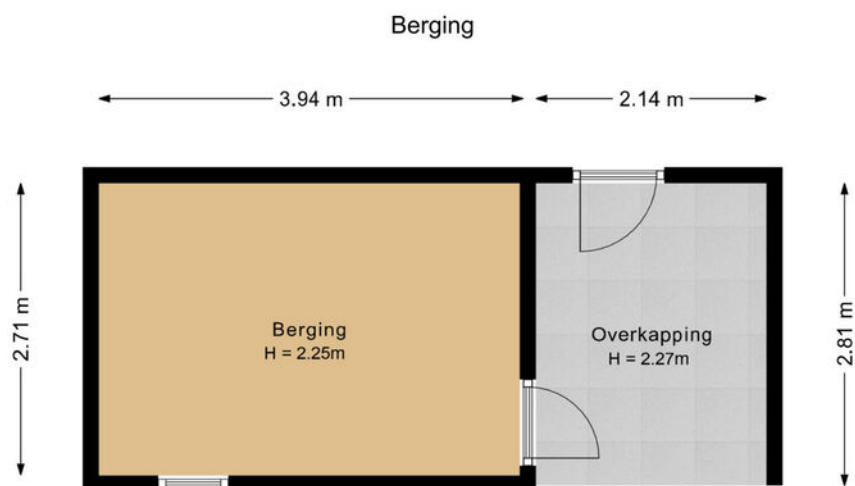 Berging
3.94 m
2.14 m
2.71 m
Berging
H = 2.25m
Overkapping
H = 2.27m
2.81 m